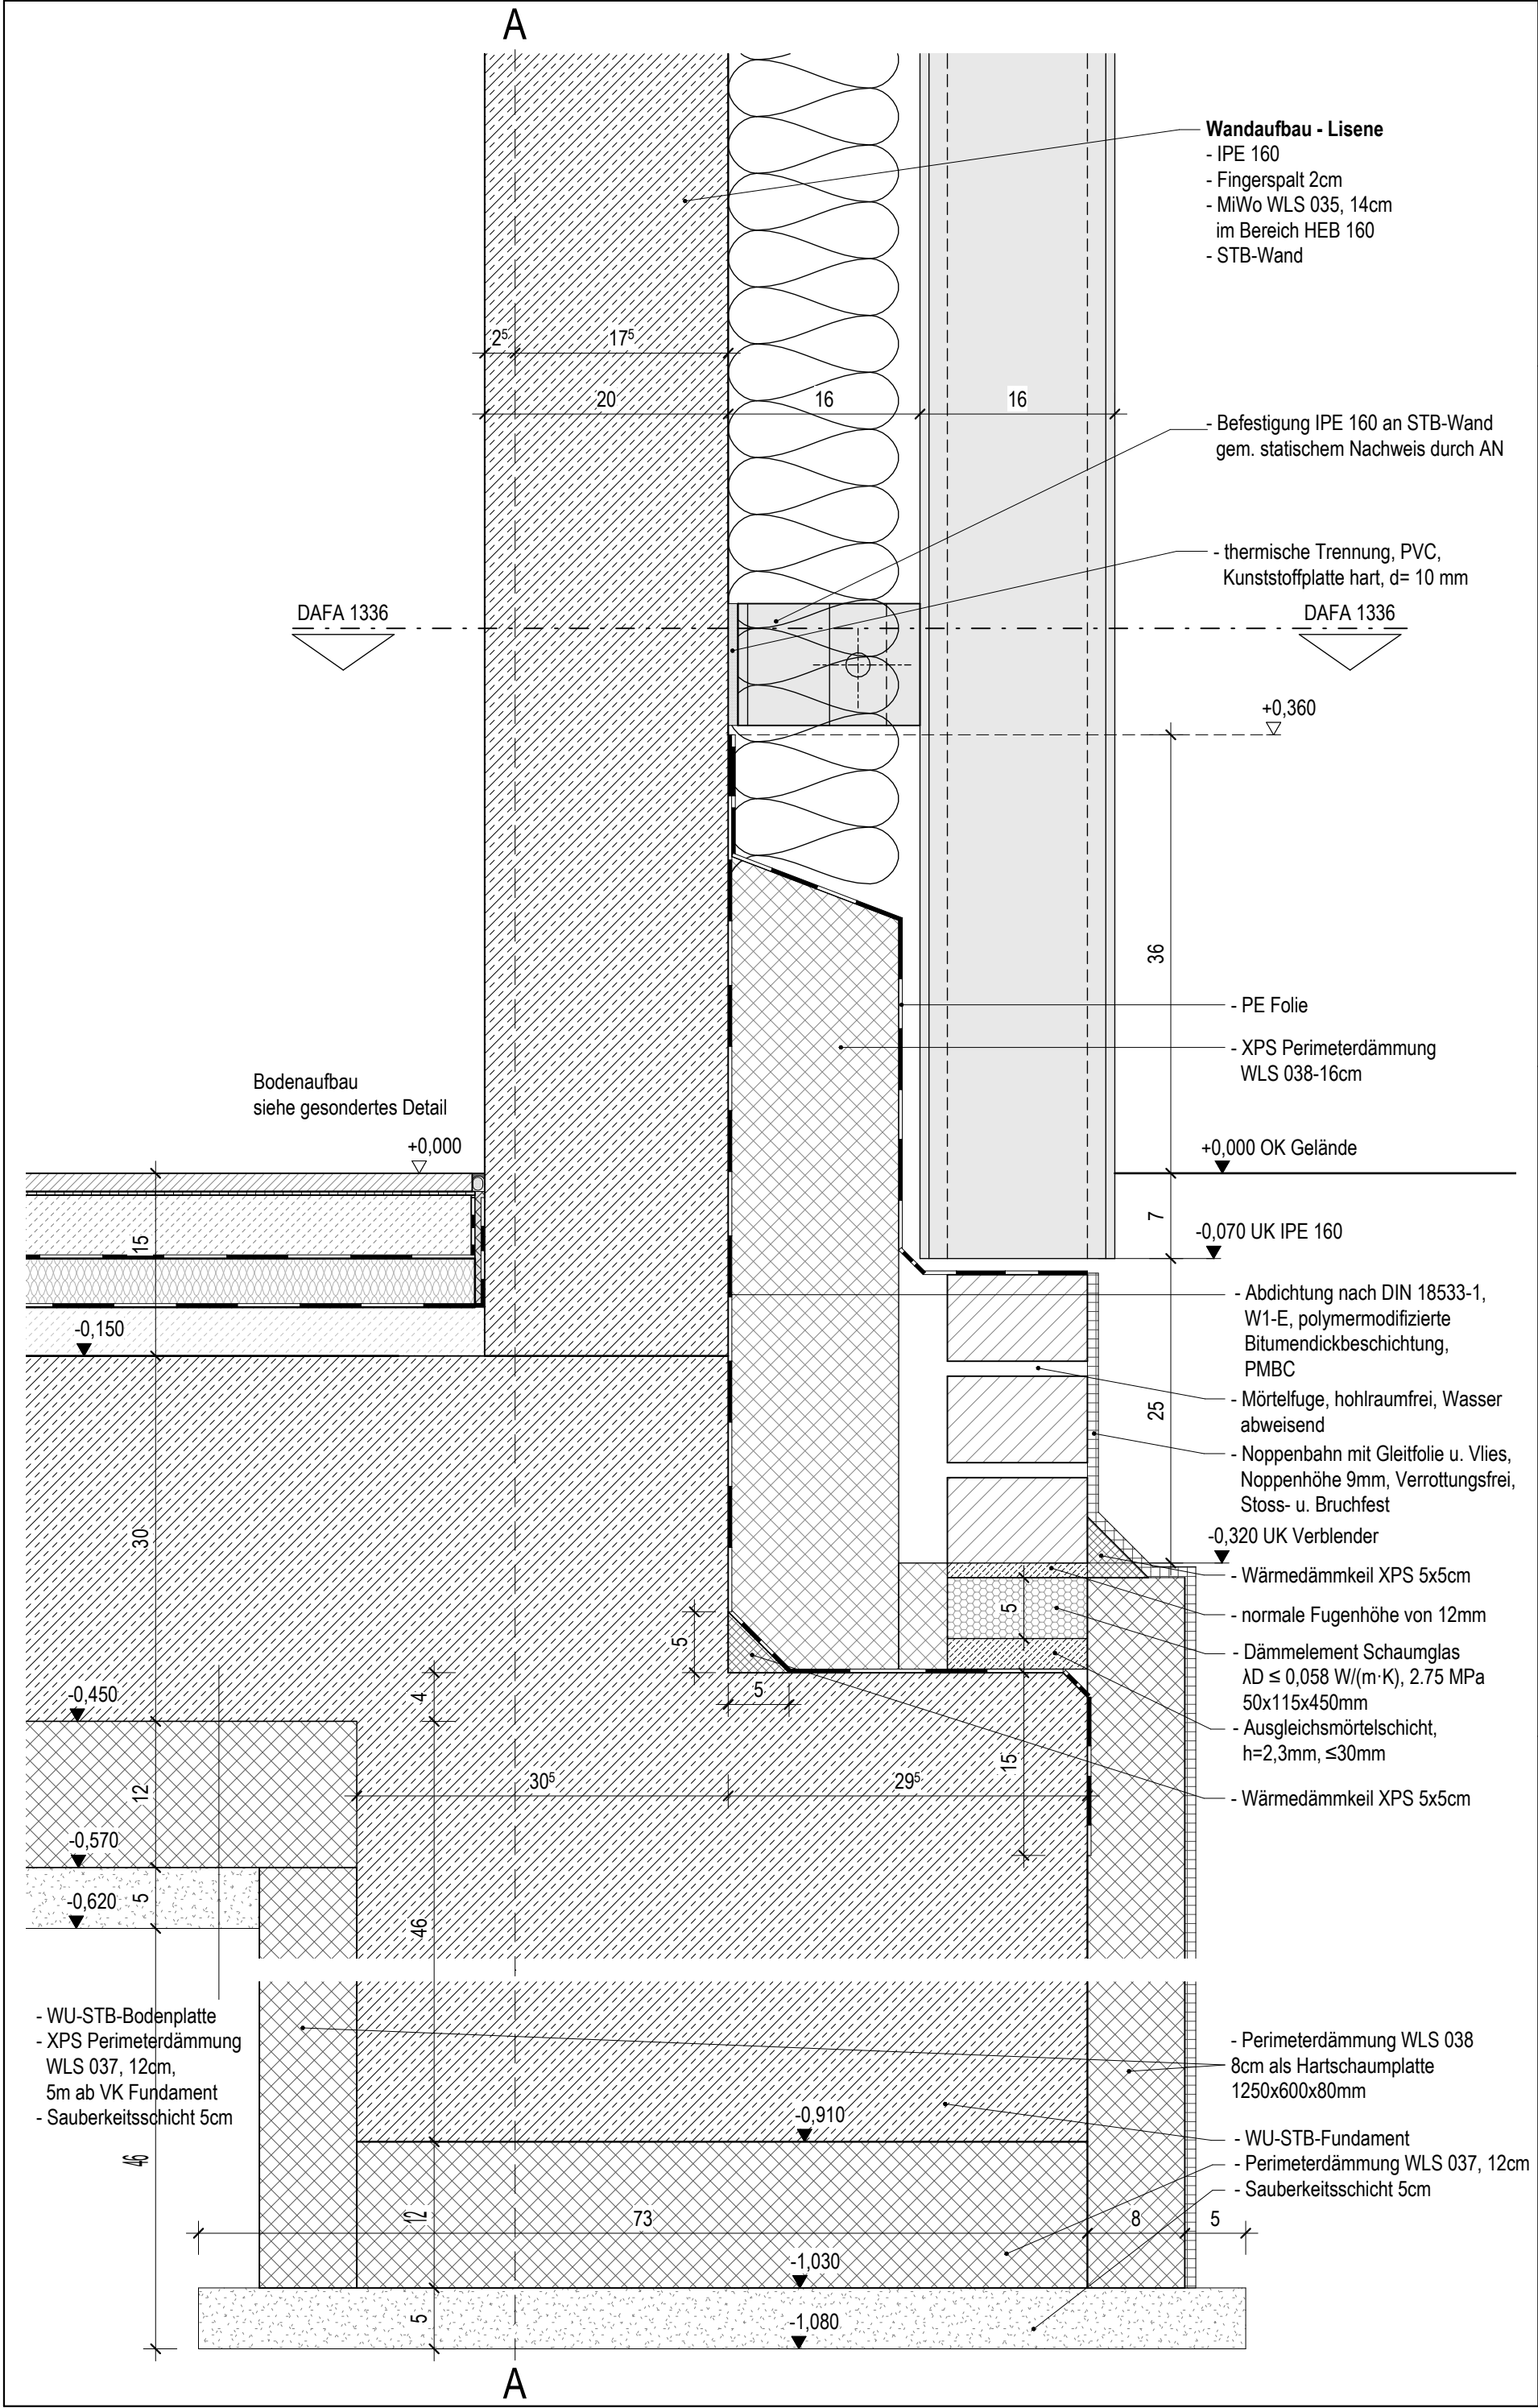 A
Wandaufbau - Lisene
- IPE 160
- Fingerspalt 2cm
- MiWo WLS 035, 14cm
im Bereich HEB 160
- STB-Wand
2⁵
17⁵
20
16
16
- Befestigung IPE 160 an STB-Wand
gem. statischem Nachweis durch AN
- thermische Trennung, PVC,
Kunststoffplatte hart, d= 10 mm
DAFA 1336
DAFA 1336
+0,360
36
- PE Folie
- XPS Perimeterdämmung
WLS 038-16cm
Bodenaufbau
siehe gesondertes Detail
+0,000
+0,000 OK Gelände
7
-0,070 UK IPE 160
15
-0,150
- Abdichtung nach DIN 18533-1,
W1-E, polymermodifizierte
Bitumendickbeschichtung,
PMBC
- Mörtelfuge, hohlraumfrei, Wasser
abweisend
25
- Noppenbahn mit Gleitfolie u. Vlies,
Noppenhöhe 9mm, Verrottungsfrei,
Stoss- u. Bruchfest
30
-0,320 UK Verblender
- Wärmedämmkeil XPS 5x5cm
5
- normale Fugenhöhe von 12mm
5
- Dämmelement Schaumglas
λD ≤ 0,058 W/(m·K), 2.75 MPa
50x115x450mm
-0,450
4
5
- Ausgleichsmörtelschicht,
h=2,3mm, ≤30mm
15
12
30⁵
29⁵
- Wärmedämmkeil XPS 5x5cm
-0,570
-0,620
5
46
- WU-STB-Bodenplatte
- XPS Perimeterdämmung
WLS 037, 12cm,
5m ab VK Fundament
- Sauberkeitsschicht 5cm
- Perimeterdämmung WLS 038
8cm als Hartschaumplatte
1250x600x80mm
-0,910
- WU-STB-Fundament
- Perimeterdämmung WLS 037, 12cm
- Sauberkeitsschicht 5cm
46
12
73
8
5
-1,030
5
-1,080
A